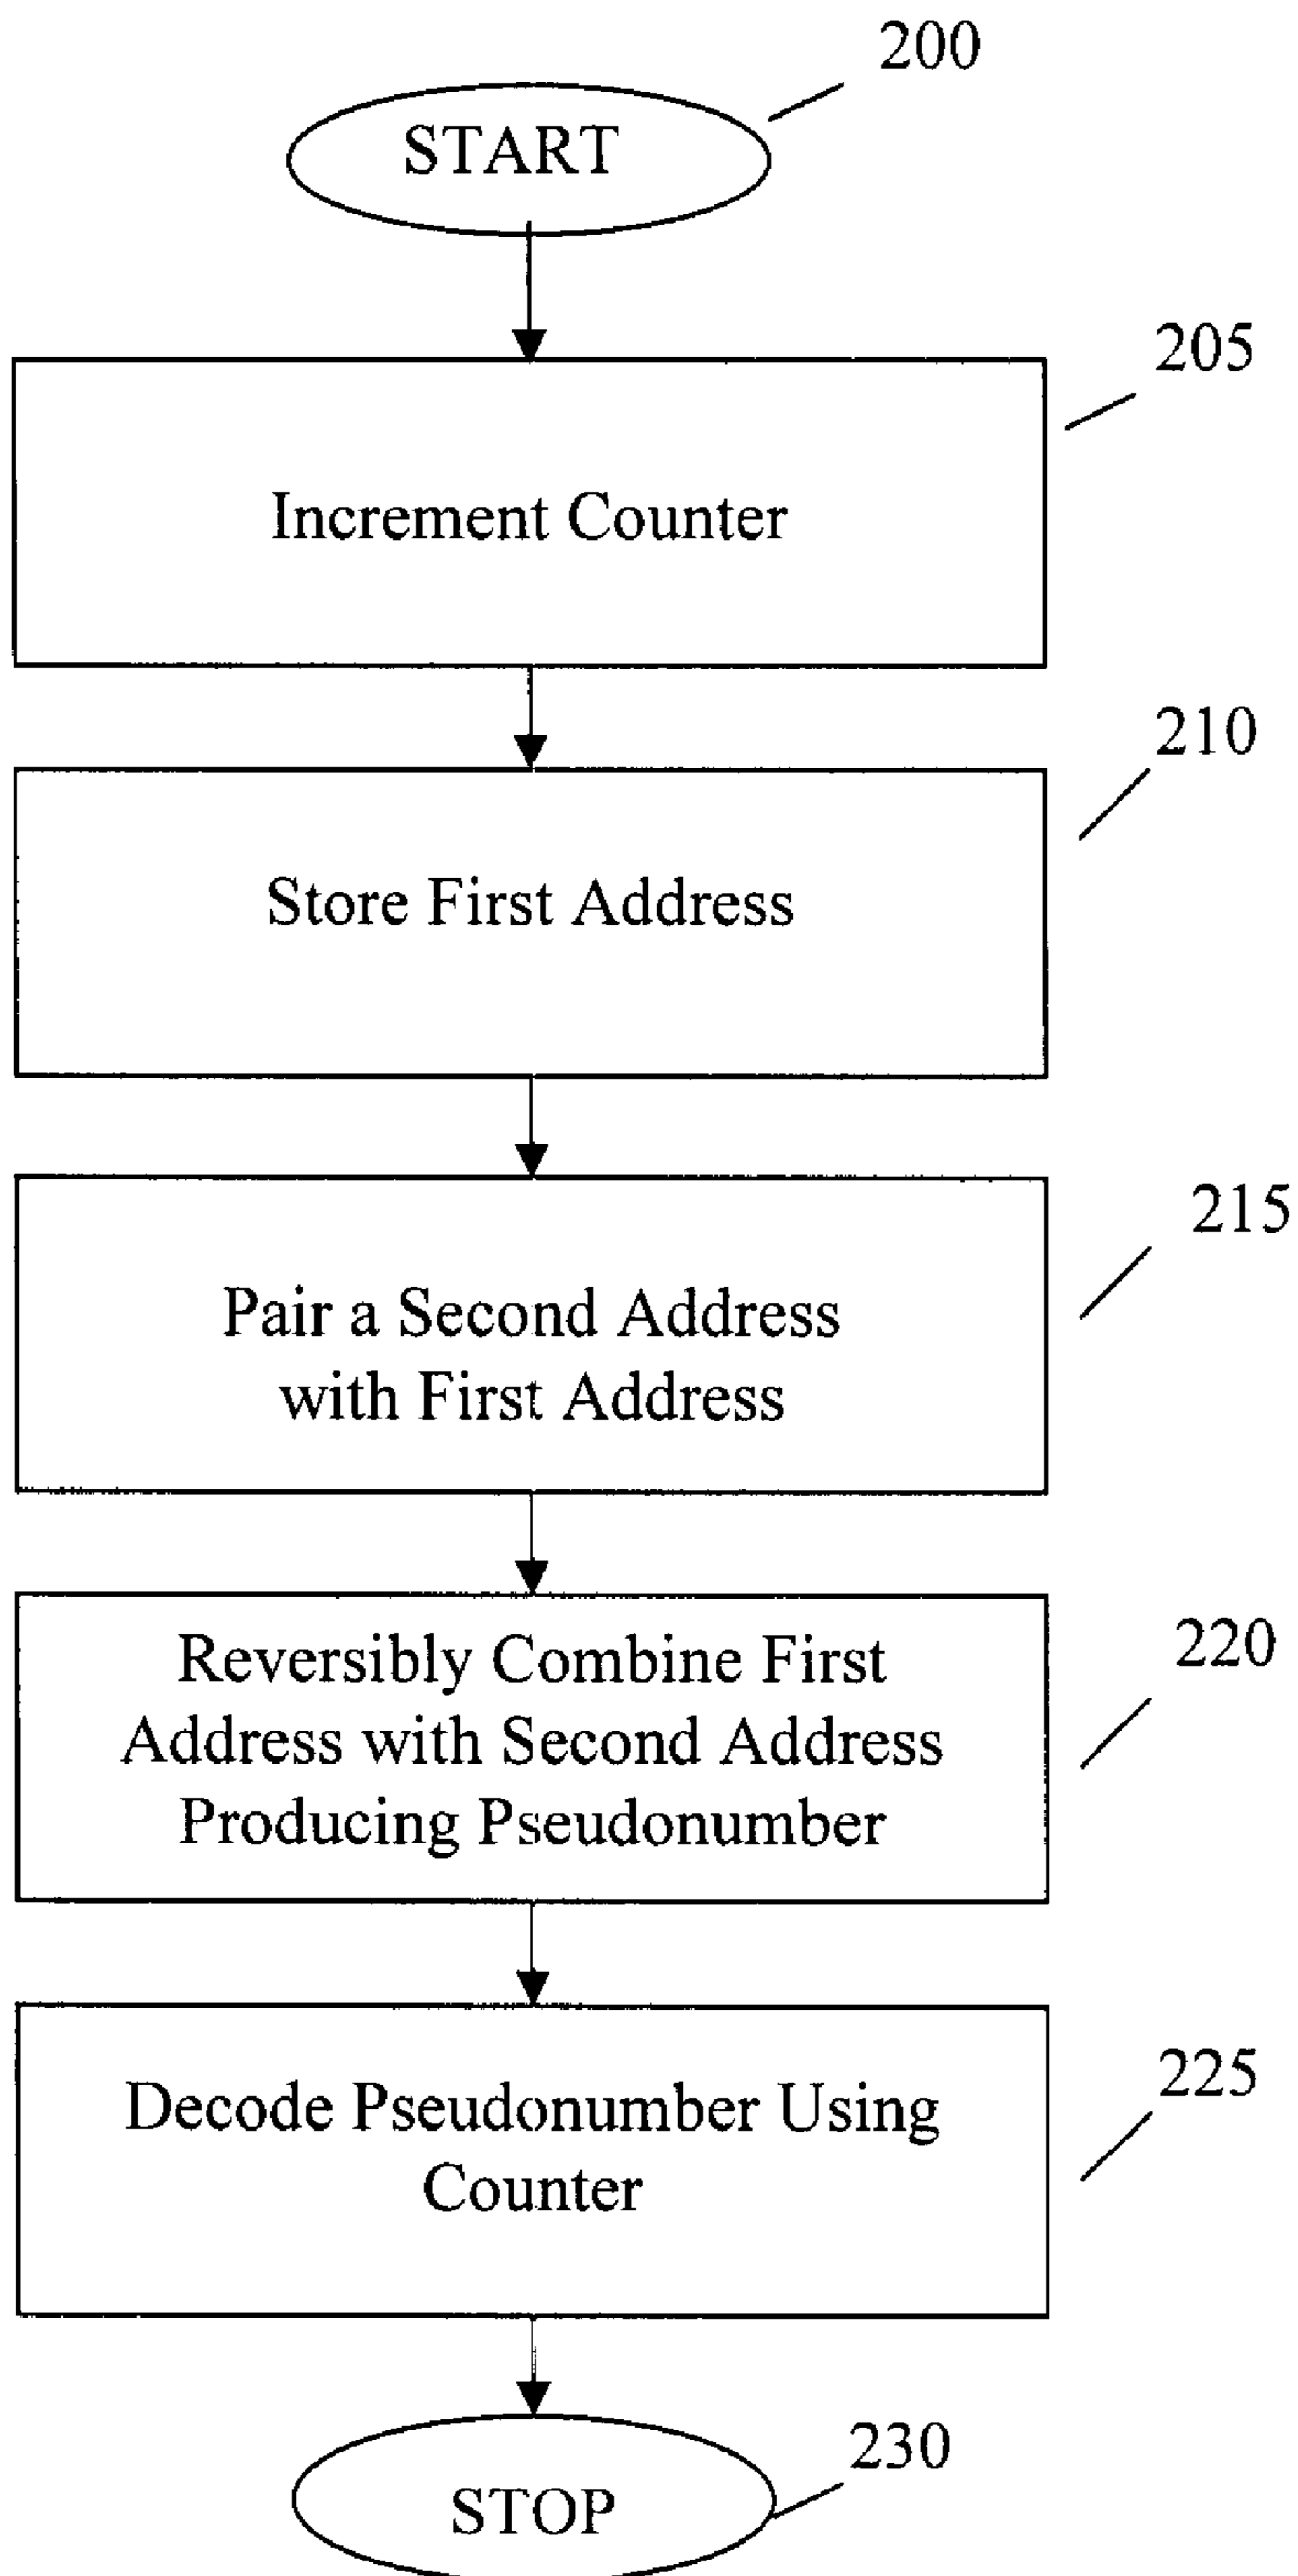 200
START
205
Increment Counter
210
Store First Address
215
Pair a Second Address
with First Address
220
Reversibly Combine First
Address with Second Address
Producing Pseudonumber
225
Decode Pseudonumber Using
Counter
230
STOP